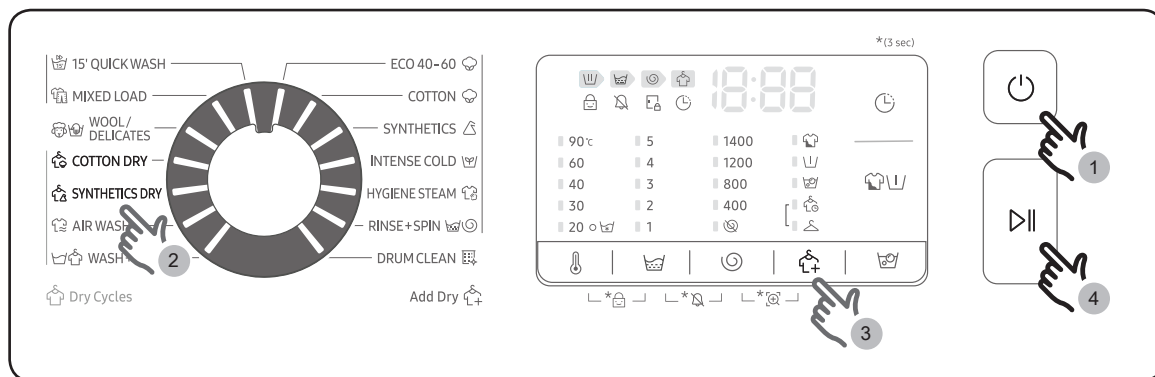 *(3 sec)
15' QUICK WASH
ECO 40-60
MIXED LOAD
COTTON
WOOL/
DELICATES
SYNTHETICS
COTTON DRY
INTENSE COLD
SYNTHETICS DRY
HYGIENE STEAM
AIR WASH
RINSE+SPIN
WASH
DRUM CLEAN
Dry Cycles
Add Dry
18:88
90℃ 5 1400
60 4 1200
40 3 800
30 2 400
20 1
* * *
1
2
3
4